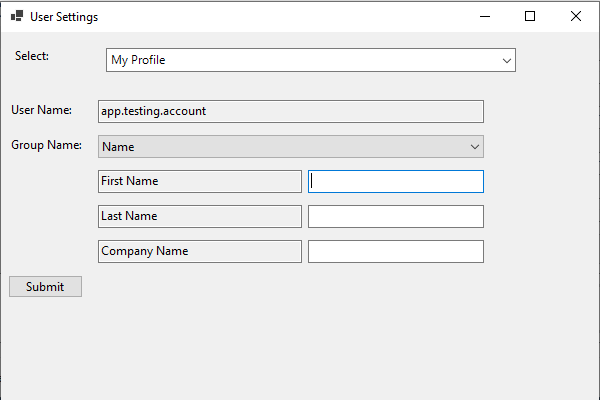 User Settings
Select: My Profile
User Name: app.testing.account
Group Name: Name
First Name
Last Name
Company Name
Submit